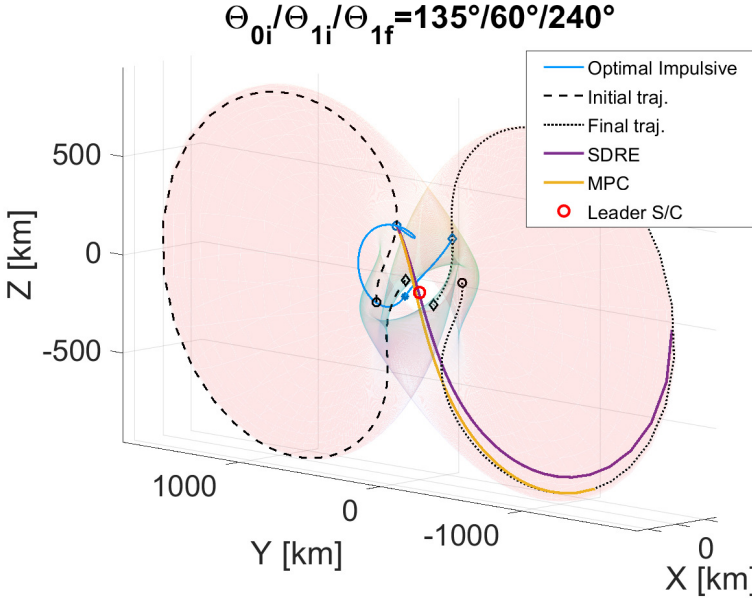 Θ0i/Θ1i/Θ1f=135°/60°/240°
Optimal Impulsive
Initial traj.
Final traj.
SDRE
MPC
Leader S/C
500
0
-500
Z [km]
1000
0
-1000
Y [km]
0
X [km]